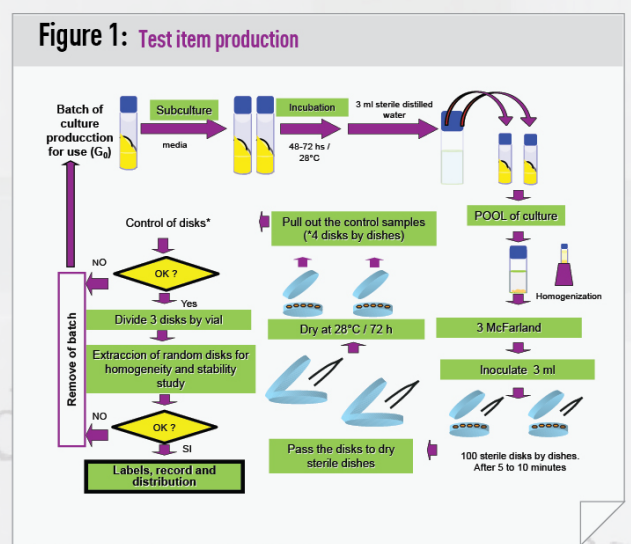 Figure 1: Test item production
Batch of
culture
producction
for use (G0)
Subculture
media
Incubation
48-72 hs /
28°C
3 ml sterile distilled
water
POOL of culture
Homogenization
3 McFarland
Inoculate 3 ml
100 sterile disks by dishes.
After 5 to 10 minutes
Pass the disks to dry
sterile dishes
Dry at 28°C / 72 h
Pull out the control samples
(*4 disks by dishes)
Control of disks*
OK ?
NO
Yes
Divide 3 disks by vial
Extraccion of random disks for
homogeneity and stability
study
OK ?
NO
SI
Remove of batch
Labels, record and
distribution